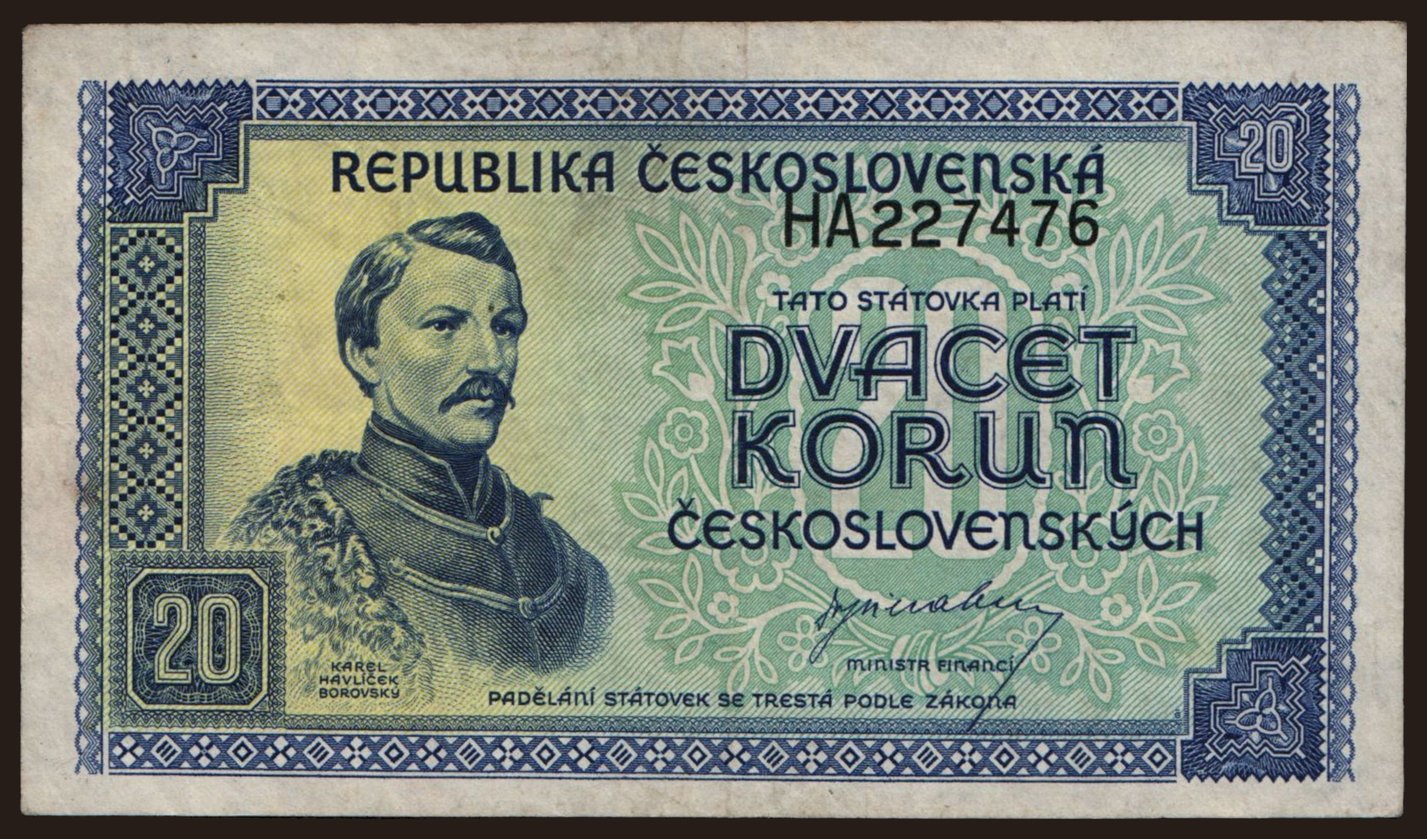 20
REPUBLIKA ČESKOSLOVENSKÁ
HA227476
TATO STÁTOVKA PLATÍ
DVACET
KORUN
ČESKOSLOVENSKÝCH
20
20
KAREL
HAVLÍČEK
BOROVSKÝ
MINISTR FINANCÍ
PADĚLÁNÍ STÁTOVEK SE TRESTÁ PODLE ZÁKONA